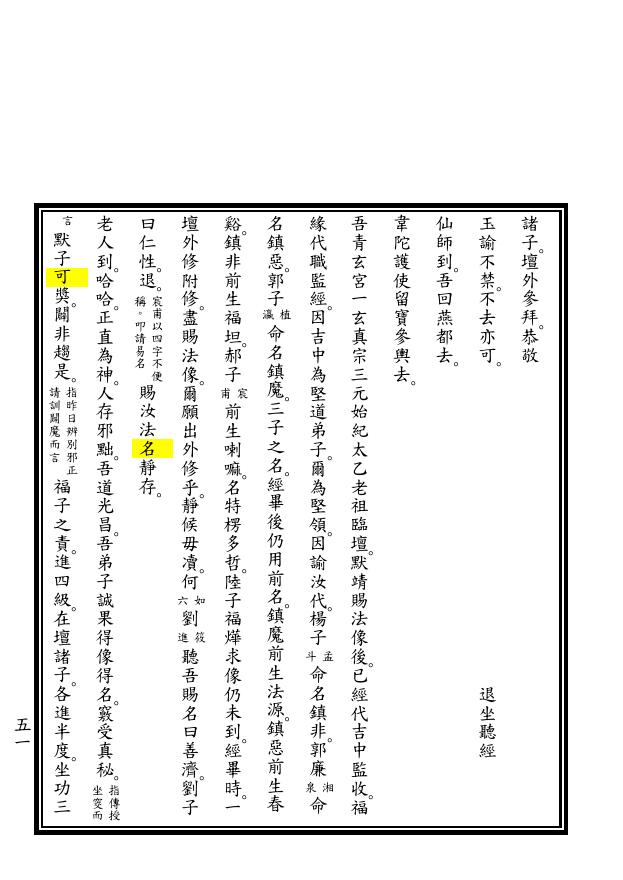 諸子。壇外參拜。恭敬
玉諭不禁。不去亦可。 退坐聽經
仙師到。吾回燕都去。
韋陀護使留寶參輿去。
吾青玄宮一玄真宗三元始紀太乙老祖臨壇。默靖賜法像後。已經代吉中監收。福
緣代職監經。因吉中為堅道弟子。爾為堅領。因諭汝代。楊子孟斗命名鎮非。郭廉湘泉命
名鎮惡。郭子植瀛命名鎮魔。三子之名。經畢後仍用前名。鎮魔前生法源。鎮惡前生春
谿。鎮非前生福坦。郝子宸甫前生喇嘛。名特楞多哲。陸子福燁求像仍未到。經畢時。一
壇外修附修。盡賜法像。爾願出外修乎。靜候毋凟。何如六劉筱進聽吾賜名曰善濟。劉子
曰仁性。退。宸甫以四字不便稱。叩請易名賜汝法名靜存。
老人到。哈哈。正直為神。人存邪黜。吾道光昌。吾弟子誠果得像得名。竅受真秘。指傳授坐窔而
言默子可獎。闢非趨是。指昨日辨別邪正請訓闢魔而言福子之責。進四級。在壇諸子。各進半度。坐功三
五一